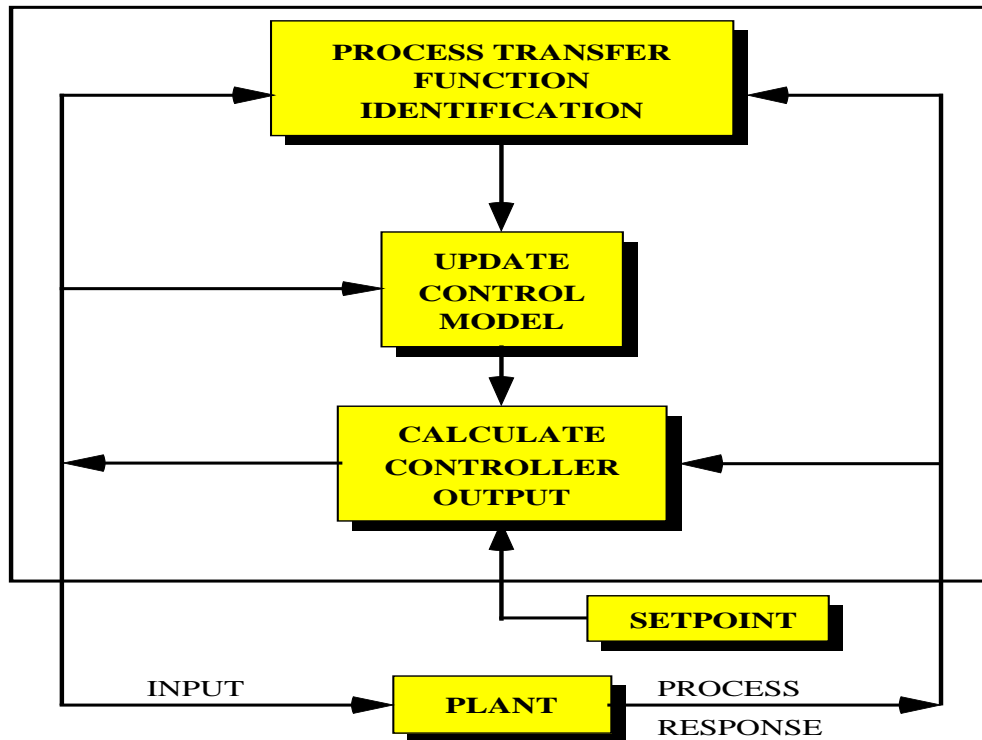 PROCESS TRANSFER
FUNCTION
IDENTIFICATION
UPDATE
CONTROL
MODEL
CALCULATE
CONTROLLER
OUTPUT
SETPOINT
INPUT
PLANT
PROCESS
RESPONSE